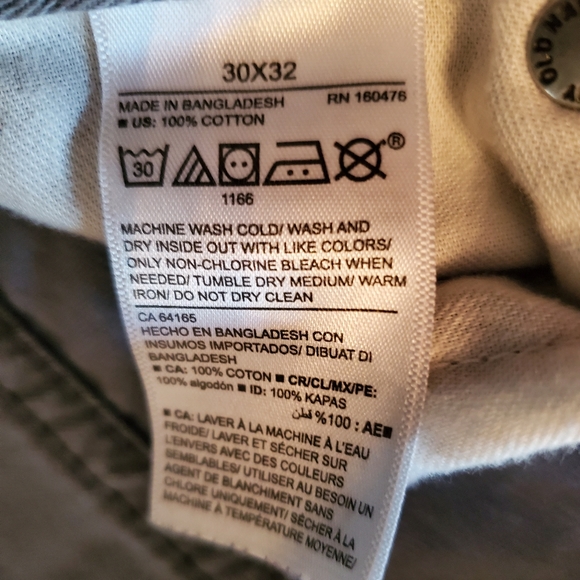 30X32
MADE IN BANGLADESH RN 160476
■ US: 100% COTTON
30
®
1166
MACHINE WASH COLD/ WASH AND
DRY INSIDE OUT WITH LIKE COLORS/
ONLY NON-CHLORINE BLEACH WHEN
NEEDED/ TUMBLE DRY MEDIUM/ WARM
IRON/ DO NOT DRY CLEAN
CA 64165
HECHO EN BANGLADESH CON
INSUMOS IMPORTADOS/ DIBUAT DI
BANGLADESH
■ CA: 100% COTON ■ CR/CL/MX/PE:
100% algodón ■ ID: 100% KAPAS
■ AE : 100% قطن
■ CA: LAVER À LA MACHINE À L'EAU
FROIDE/ LAVER ET SÉCHER SUR
L'ENVERS AVEC DES COULEURS
SEMBLABLES/ UTILISER AU BESOIN UN
AGENT DE BLANCHIMENT SANS
CHLORE UNIQUEMENT/ SÉCHER À LA
MACHINE À TEMPÉRATURE MOYENNE/
OLD